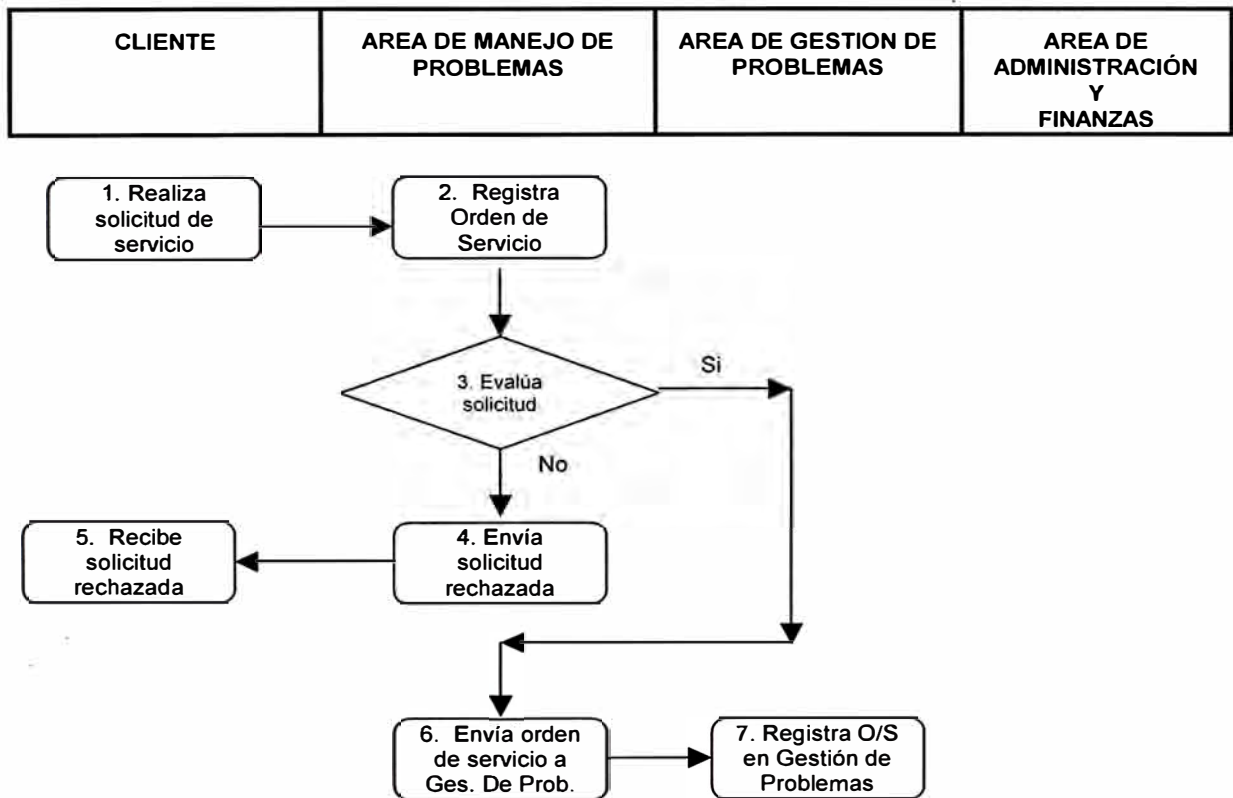 CLIENTE
AREA DE MANEJO DE
PROBLEMAS
AREA DE GESTION DE
PROBLEMAS
AREA DE
ADMINISTRACIÓN
Y
FINANZAS
1. Realiza
solicitud de
servicio
2. Registra
Orden de
Servicio
3. Evalúa
solicitud
Si
No
5. Recibe
solicitud
rechazada
4. Envía
solicitud
rechazada
6. Envía orden
de servicio a
Ges. De Prob.
7. Registra O/S
en Gestión de
Problemas